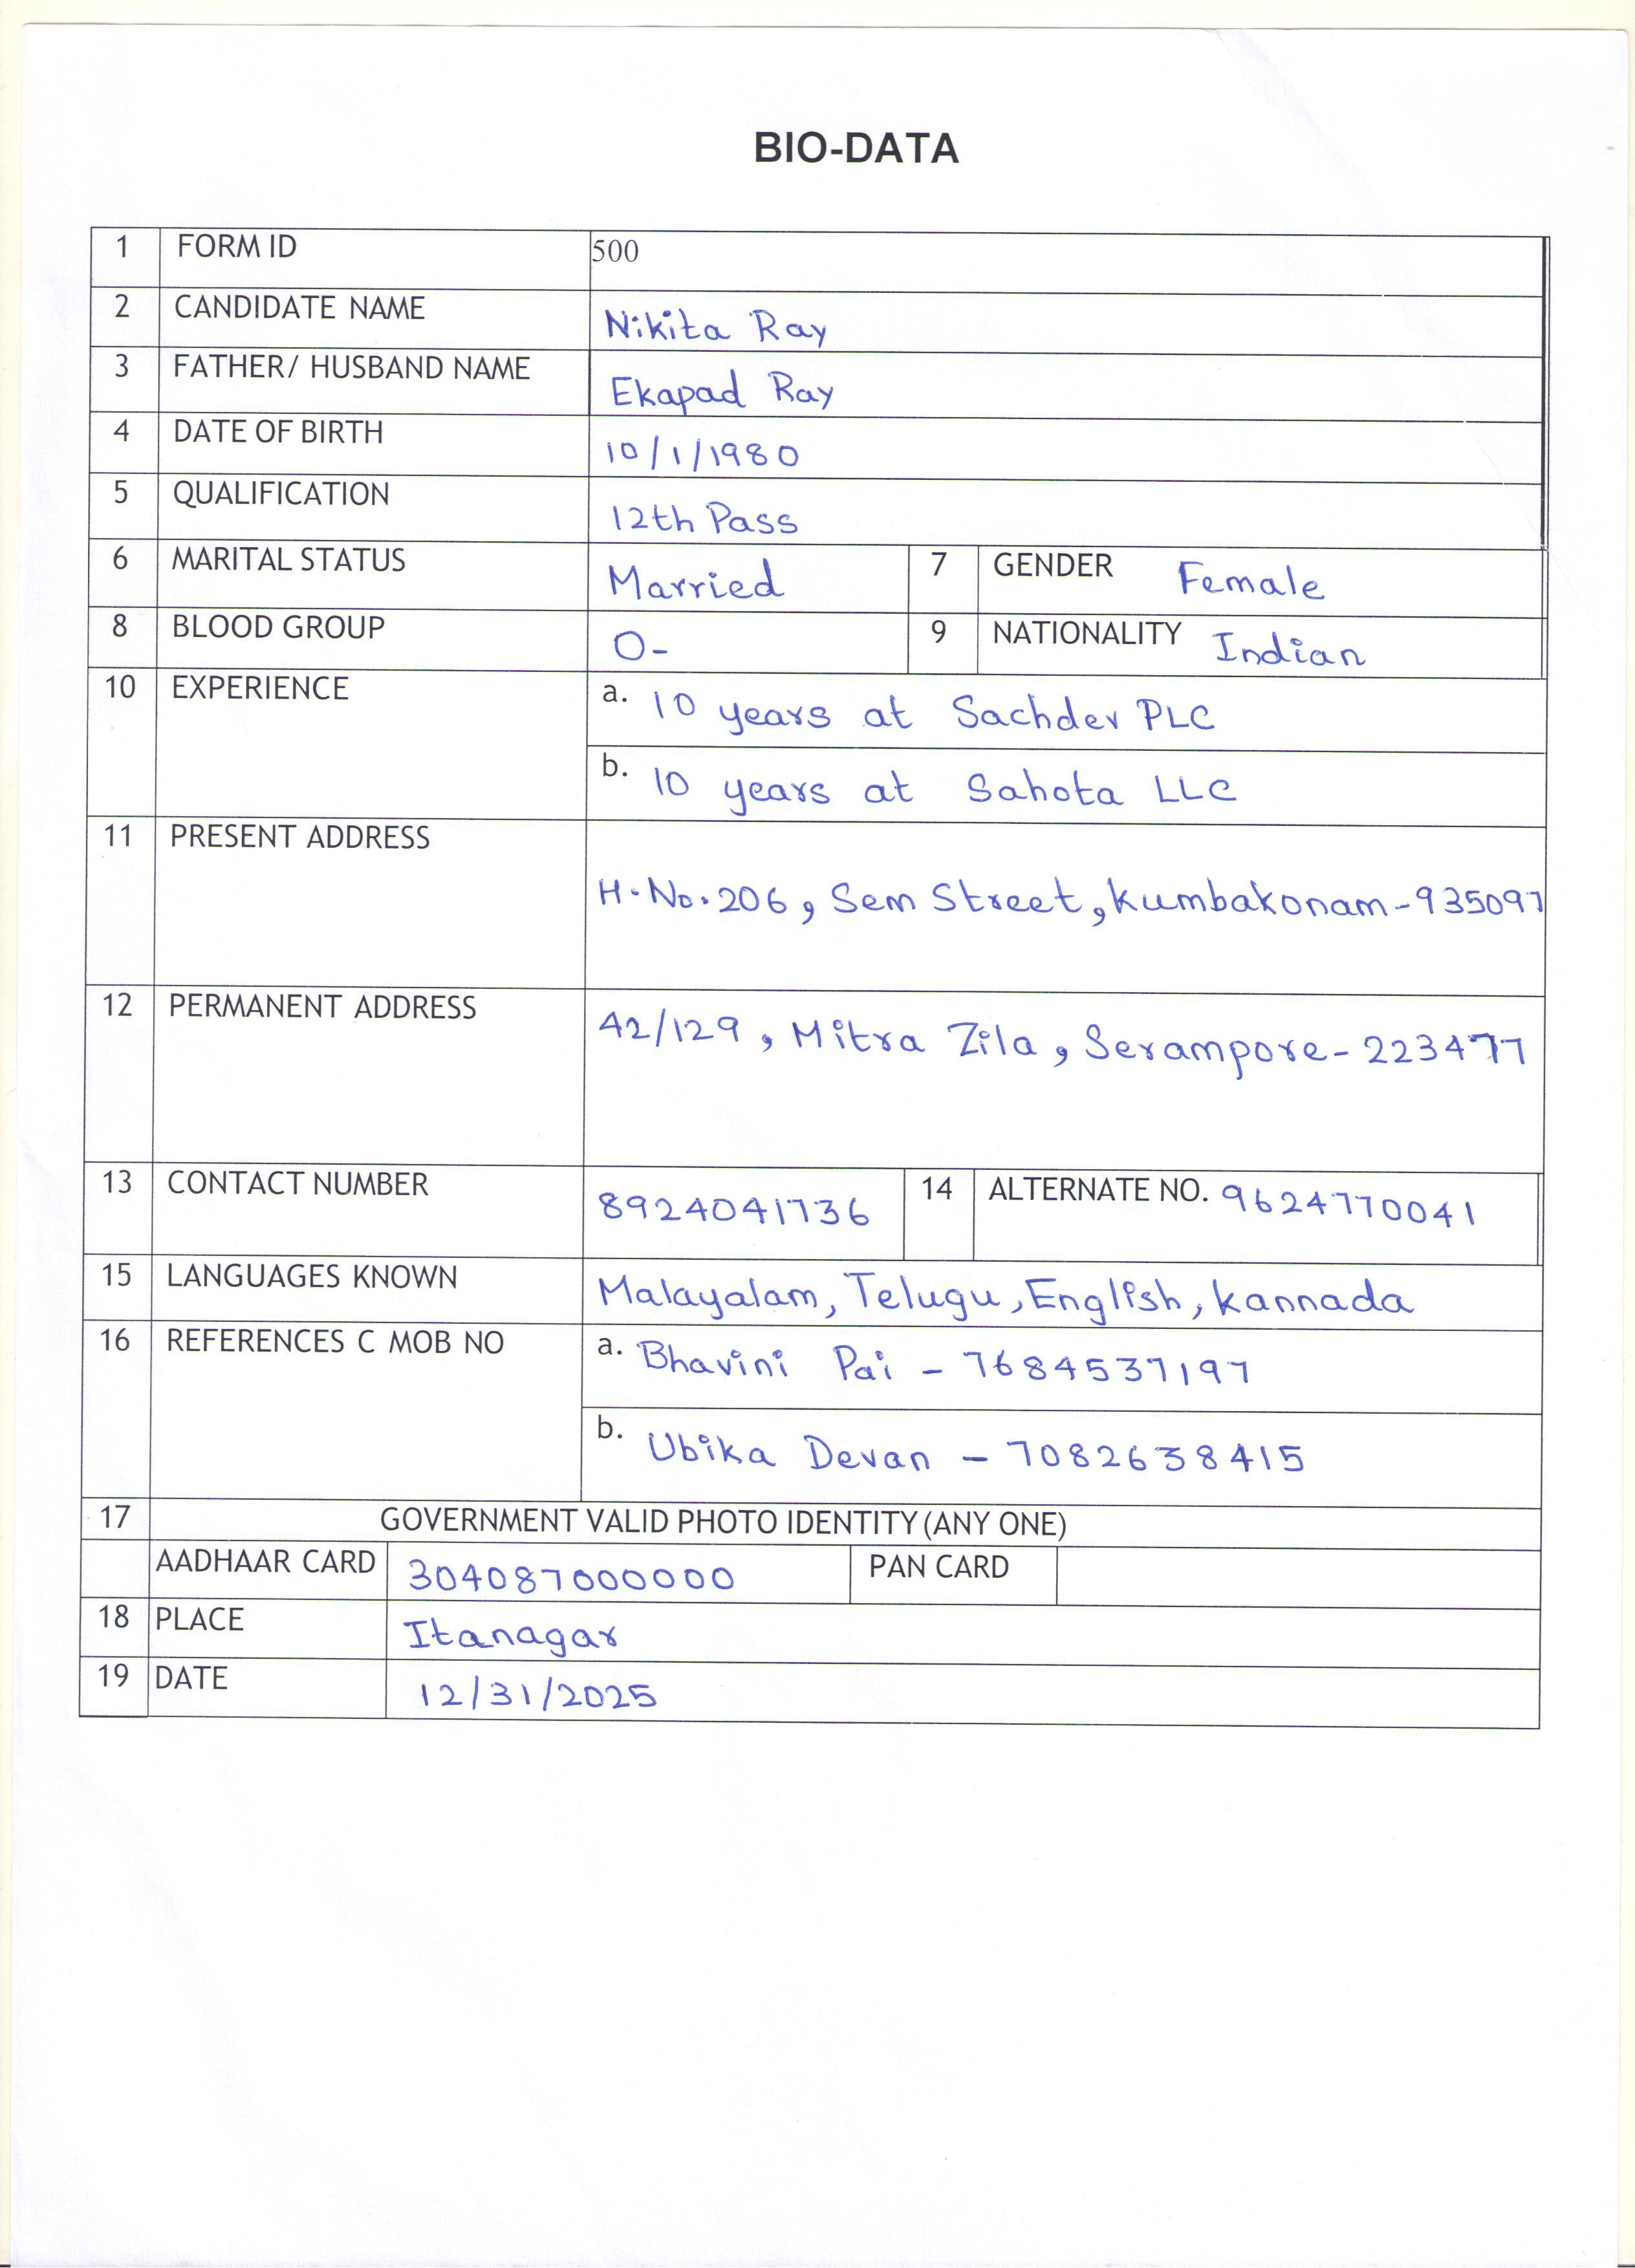 BIO-DATA
1 FORM ID 500
2 CANDIDATE NAME Nikita Ray
3 FATHER/ HUSBAND NAME Ekapad Ray
4 DATE OF BIRTH 10/1/1980
5 QUALIFICATION 12th Pass
6 MARITAL STATUS Married 7 GENDER Female
8 BLOOD GROUP O- 9 NATIONALITY Indian
10 EXPERIENCE a. 10 years at Sachdev PLC
b. 10 years at Sahota LLC
11 PRESENT ADDRESS
H.No.206, Sem Street, Kumbakonam-935097
12 PERMANENT ADDRESS 42/129, Mitra Zila, Serampore-223477
13 CONTACT NUMBER 8924041736 14 ALTERNATE NO. 9624770041
15 LANGUAGES KNOWN Malayalam, Telugu, English, Kannada
16 REFERENCES C MOB NO a. Bhavini Pai - 7684537197
b. Ubika Devan - 7082638415
17 GOVERNMENT VALID PHOTO IDENTITY (ANY ONE)
AADHAAR CARD 304087000000 PAN CARD
18 PLACE Itanagar
19 DATE 12/31/2025